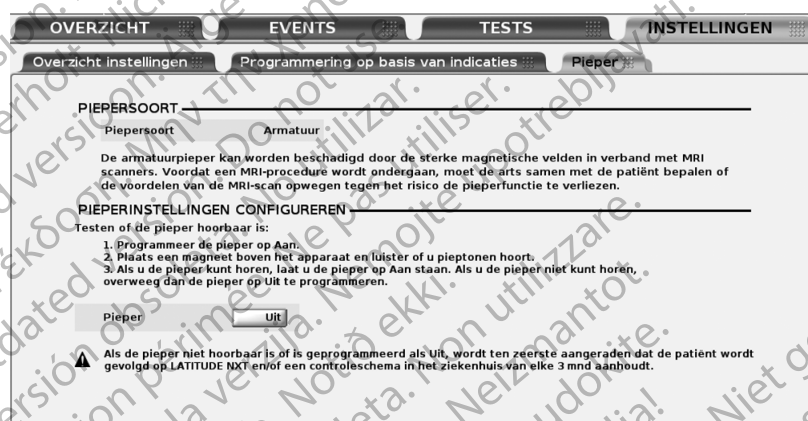 OVERZICHT EVENTS TESTS INSTELLINGEN
Overzicht instellingen Programmering op basis van indicaties Pieper
PIEPERSOORT
Piepersoort Armatuur
De armatuurpieper kan worden beschadigd door de sterke magnetische velden in verband met MRI
scanners. Voordat een MRI-procedure wordt ondergaan, moet de arts samen met de patiënt bepalen of
de voordelen van de MRI-scan opwegen tegen het risico de pieperfunctie te verliezen.
PIEPERINSTELLINGEN CONFIGUREREN
Testen of de pieper hoorbaar is:
1. Programmeer de pieper op Aan.
2. Plaats een magneet boven het apparaat en luister of u pieptonen hoort.
3. Als u de pieper kunt horen, laat u de pieper op Aan staan. Als u de pieper niet kunt horen,
overweeg dan de pieper op Uit te programmeren.
Pieper Uit
Als de pieper niet hoorbaar is of is geprogrammeerd als Uit, wordt ten zeerste aangeraden dat de patiënt wordt
gevolgd op LATITUDE NXT en/of een controleschema in het ziekenhuis van elke 3 mnd aanhoudt.